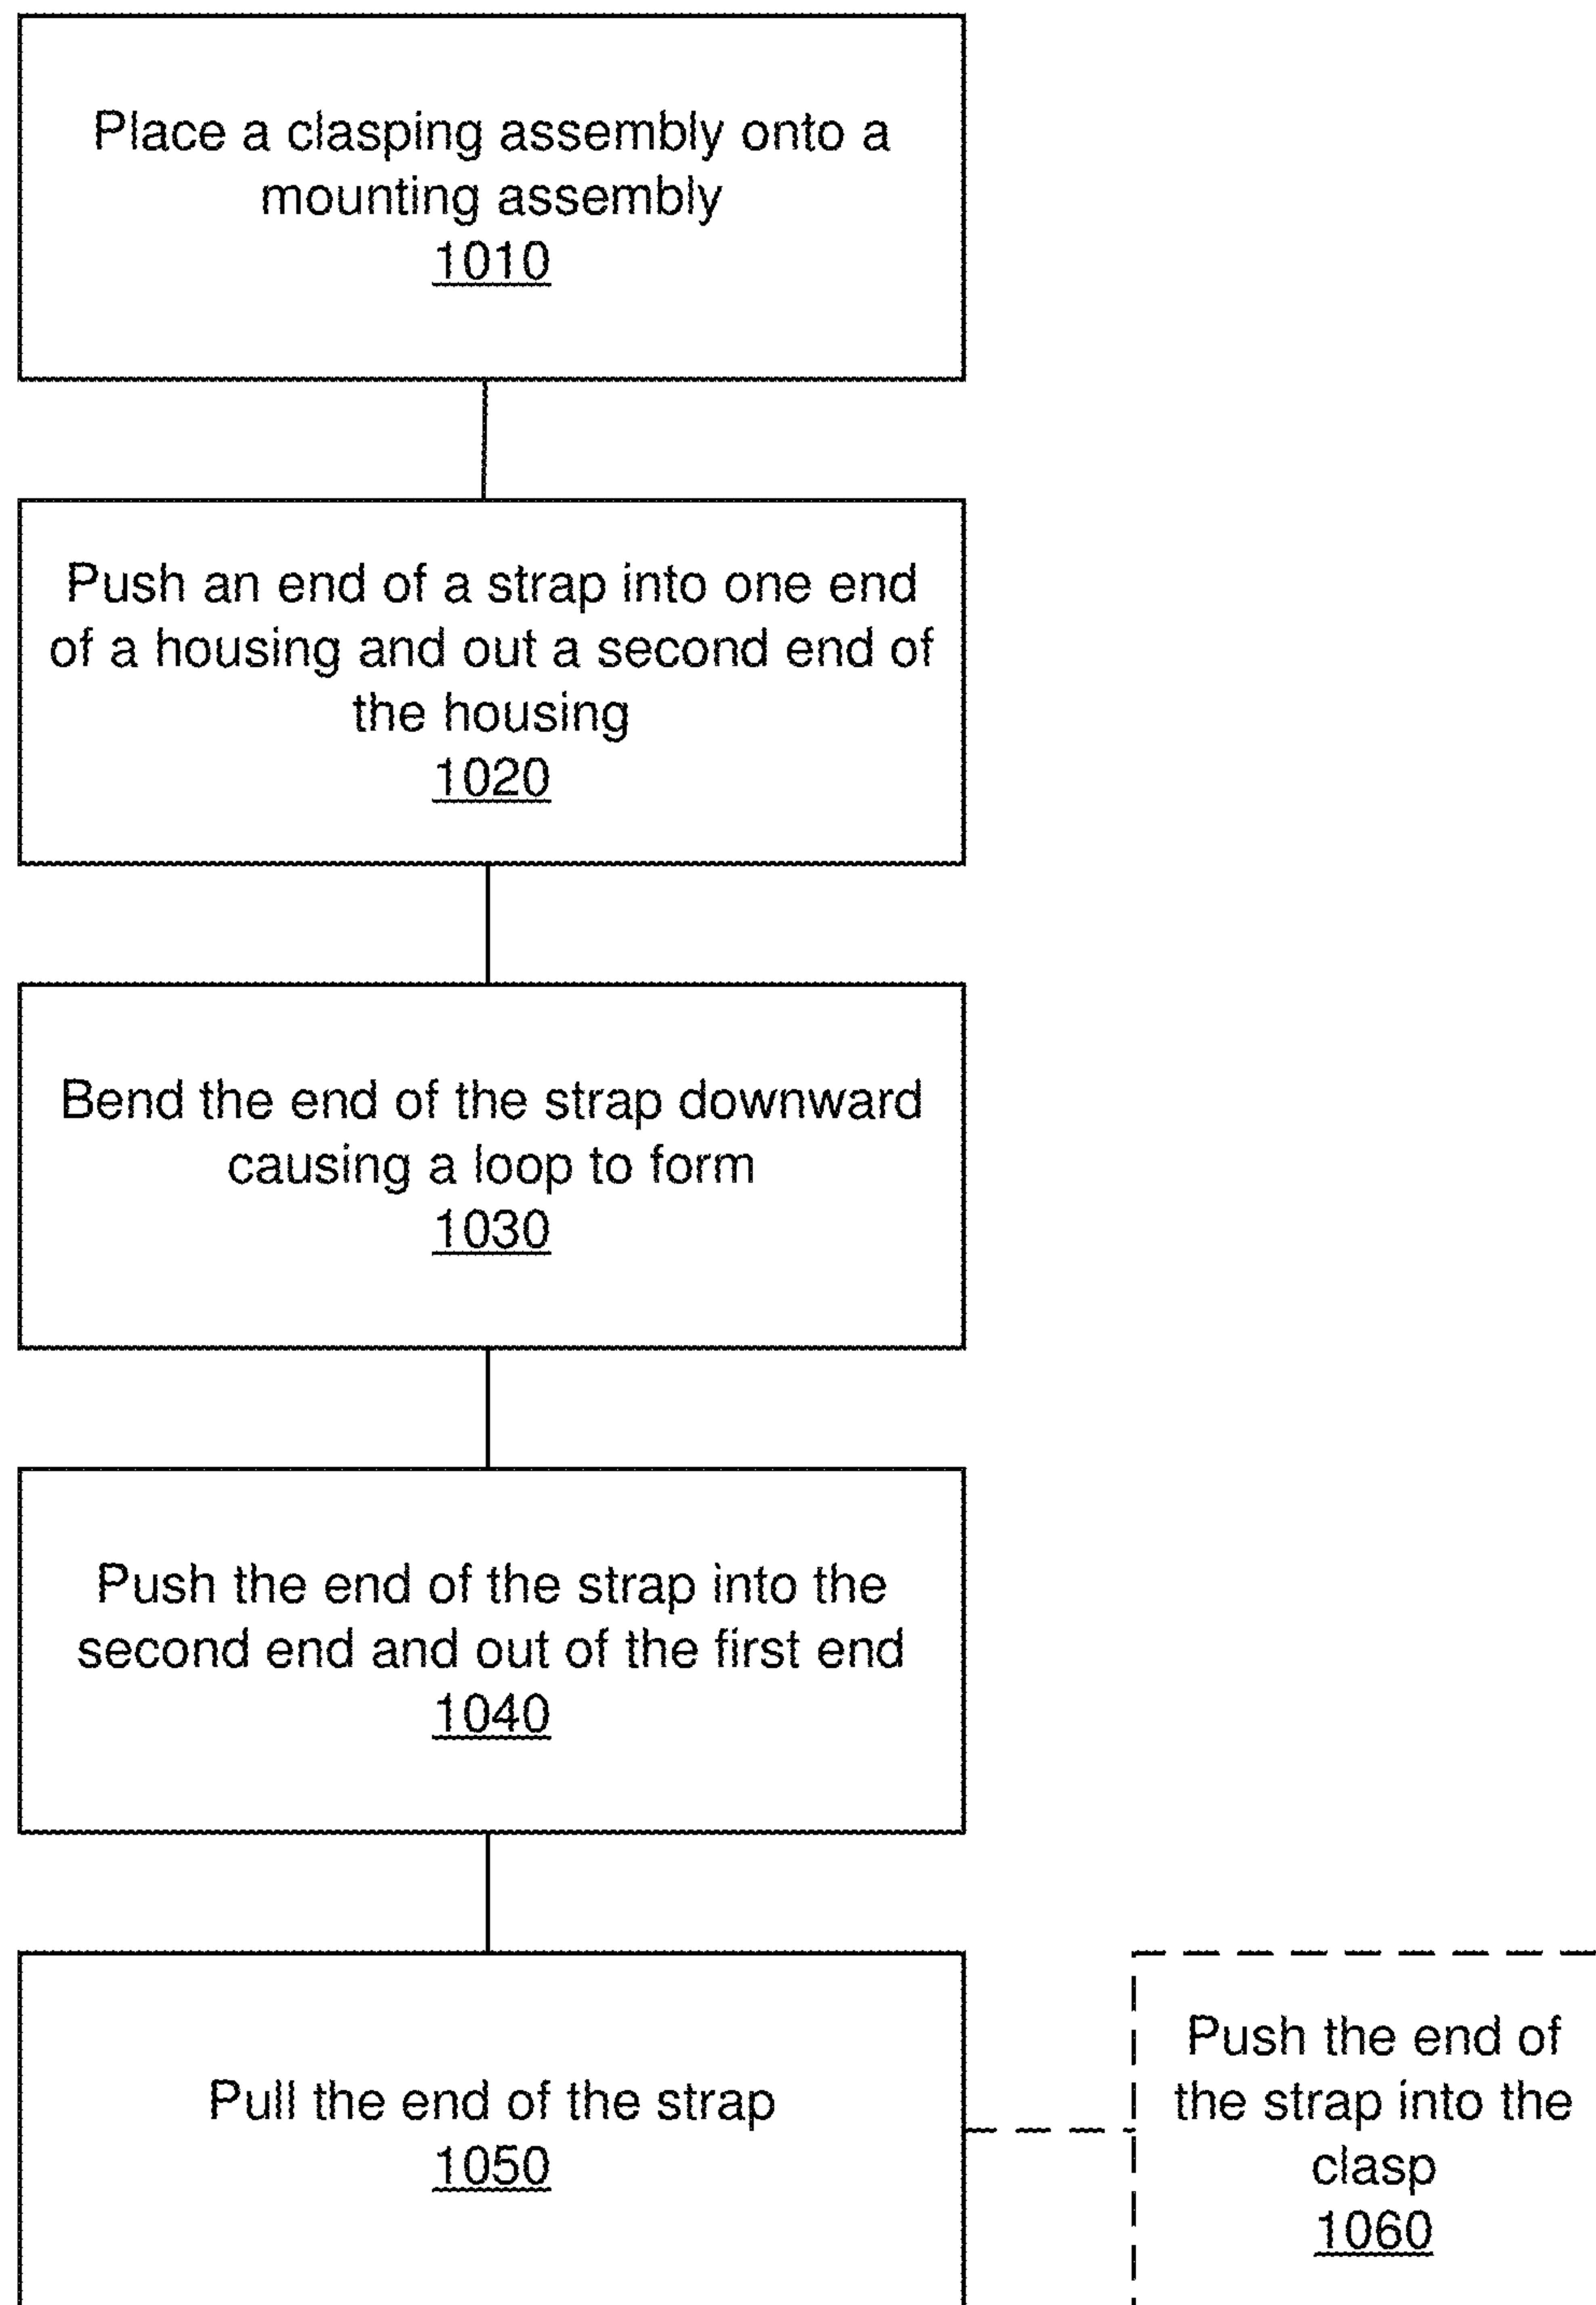 Place a clasping assembly onto a
mounting assembly
1010
Push an end of a strap into one end
of a housing and out a second end of
the housing
1020
Bend the end of the strap downward
causing a loop to form
1030
Push the end of the strap into the
second end and out of the first end
1040
Pull the end of the strap
1050
Push the end of
the strap into the
clasp
1060